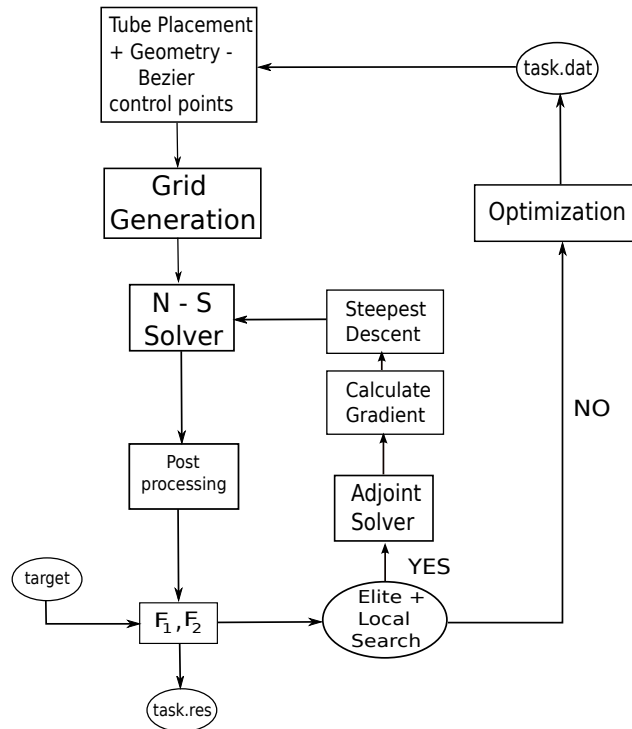 Tube Placement
+ Geometry -
Bezier
control points
task.dat
Grid
Generation
Optimization
N - S
Solver
Steepest
Descent
Calculate
Gradient
NO
Post
processing
Adjoint
Solver
YES
target
F1,F2
Elite +
Local
Search
task.res